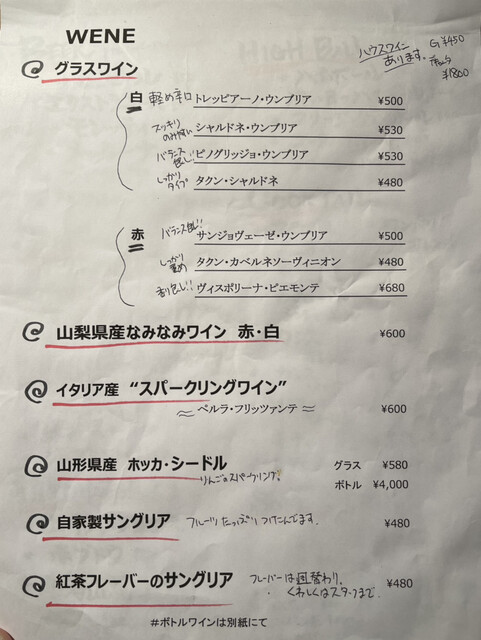 WENE
ハウスワイン
あります。
G ¥450
¥1800
グラスワイン
白 軽め辛口 トレッビアーノ・ウンブリア ¥500
スッキリ
のみ易い シャルドネ・ウンブリア ¥530
バランス
良し!! ピノグリッジョ・ウンブリア ¥530
しっかり
タイプ タクン・シャルドネ ¥480
赤 バランス良し!! サンジョヴェーゼ・ウンブリア ¥500
しっかり
重め タクン・カベルネソーヴィニオン ¥480
香り良し!! ヴィスポリーナ・ピエモンテ ¥680
山梨県産なみなみワイン 赤・白 ¥600
イタリア産 “スパークリングワイン”
ペルラ・フリッツァンテ ¥600
山形県産 ホッカ・シードル グラス ¥580
りんごのスパークリング! ボトル ¥4,000
自家製サングリア フルーツたっぷりつけこんでます。 ¥480
紅茶フレーバーのサングリア フレーバーは週替わり。 ¥480
くわしくはスタッフまで。
#ボトルワインは別紙にて